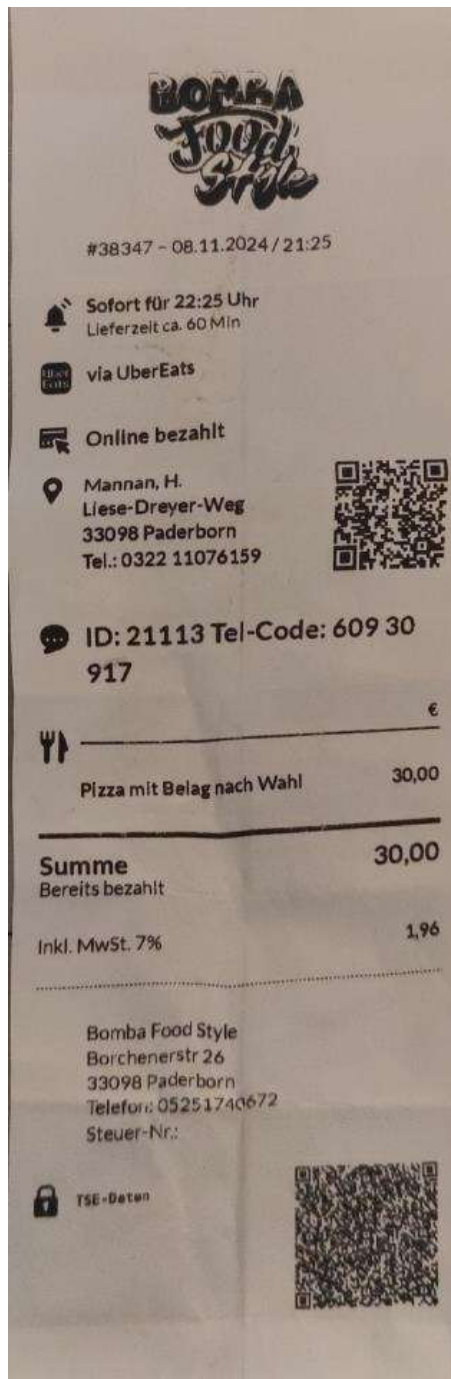 BOMBA
Food
Style
#38347 - 08.11.2024 / 21:25
Sofort für 22:25 Uhr
Lieferzeit ca. 60 Min
Uber
Eats
via UberEats
Online bezahlt
Mannan, H.
Liese-Dreyer-Weg
33098 Paderborn
Tel.: 0322 11076159
ID: 21113 Tel-Code: 609 30
917
€
Pizza mit Belag nach Wahl 30,00
Summe 30,00
Bereits bezahlt
Inkl. MwSt. 7% 1,96
Bomba Food Style
Borchenerstr 26
33098 Paderborn
Telefon: 05251740672
Steuer-Nr.:
TSE-Daten